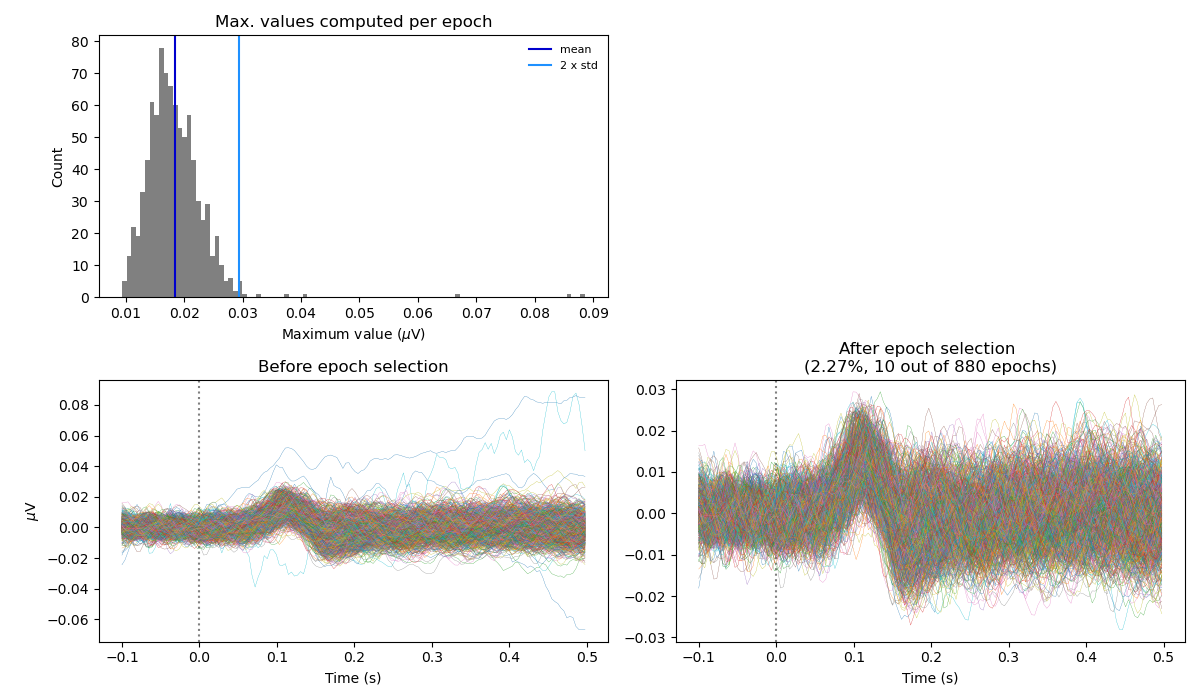 Max. values computed per epoch
80
70
60
50
40
30
20
10
0
Count
mean
2 x std
0.01 0.02 0.03 0.04 0.05 0.06 0.07 0.08 0.09
Maximum value (μV)
Before epoch selection
0.08
0.06
0.04
0.02
0.00
−0.02
−0.04
−0.06
μV
−0.1 0.0 0.1 0.2 0.3 0.4 0.5
Time (s)
After epoch selection
(2.27%, 10 out of 880 epochs)
0.03
0.02
0.01
0.00
−0.01
−0.02
−0.03
−0.1 0.0 0.1 0.2 0.3 0.4 0.5
Time (s)